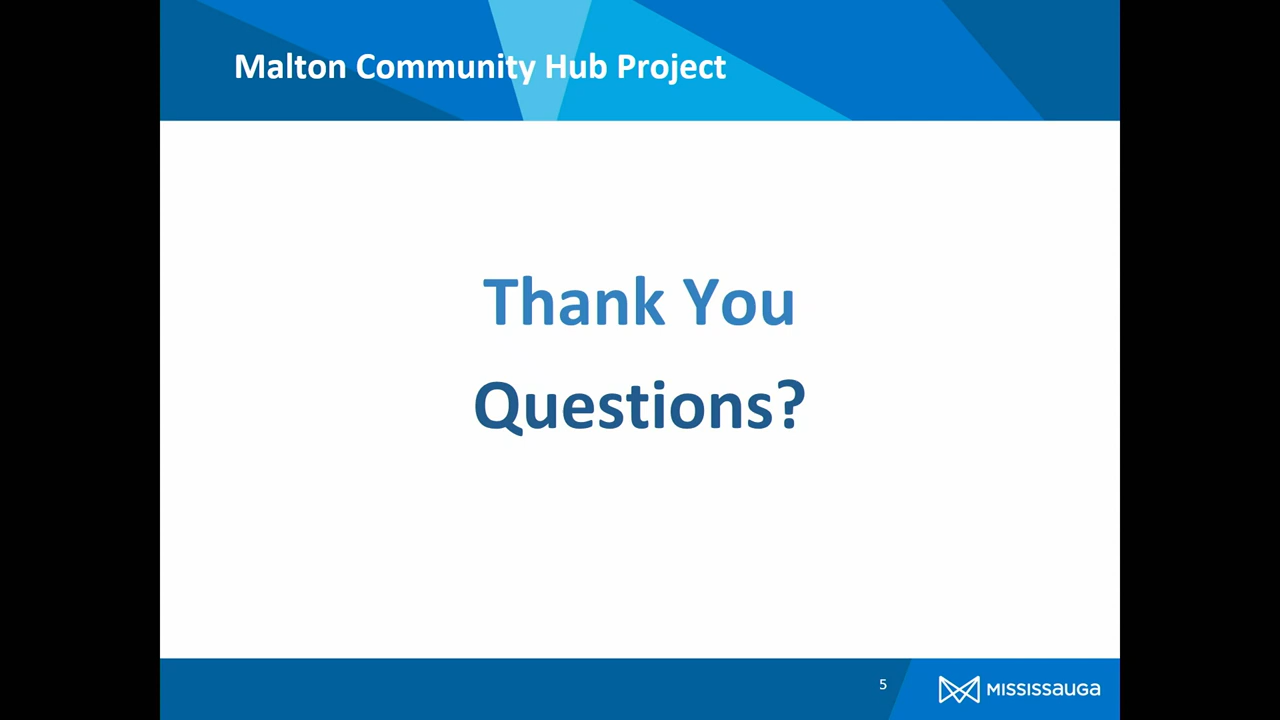 Malton Community Hub Project
Thank You
Questions?
5
MISSISSAUGA